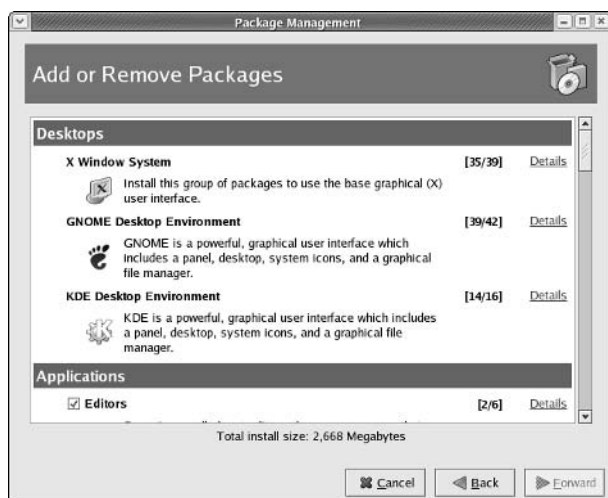 Package Management
Add or Remove Packages
Desktops
X Window System [35/39] Details
Install this group of packages to use the base graphical (X)
user interface.
GNOME Desktop Environment [39/42] Details
GNOME is a powerful, graphical user interface which
includes a panel, desktop, system icons, and a graphical
file manager.
KDE Desktop Environment [14/16] Details
KDE is a powerful, graphical user interface which includes
a panel, desktop, system icons, and a graphical file
manager.
Applications
Editors [2/6] Details
Total install size: 2,668 Megabytes
Cancel Back Forward